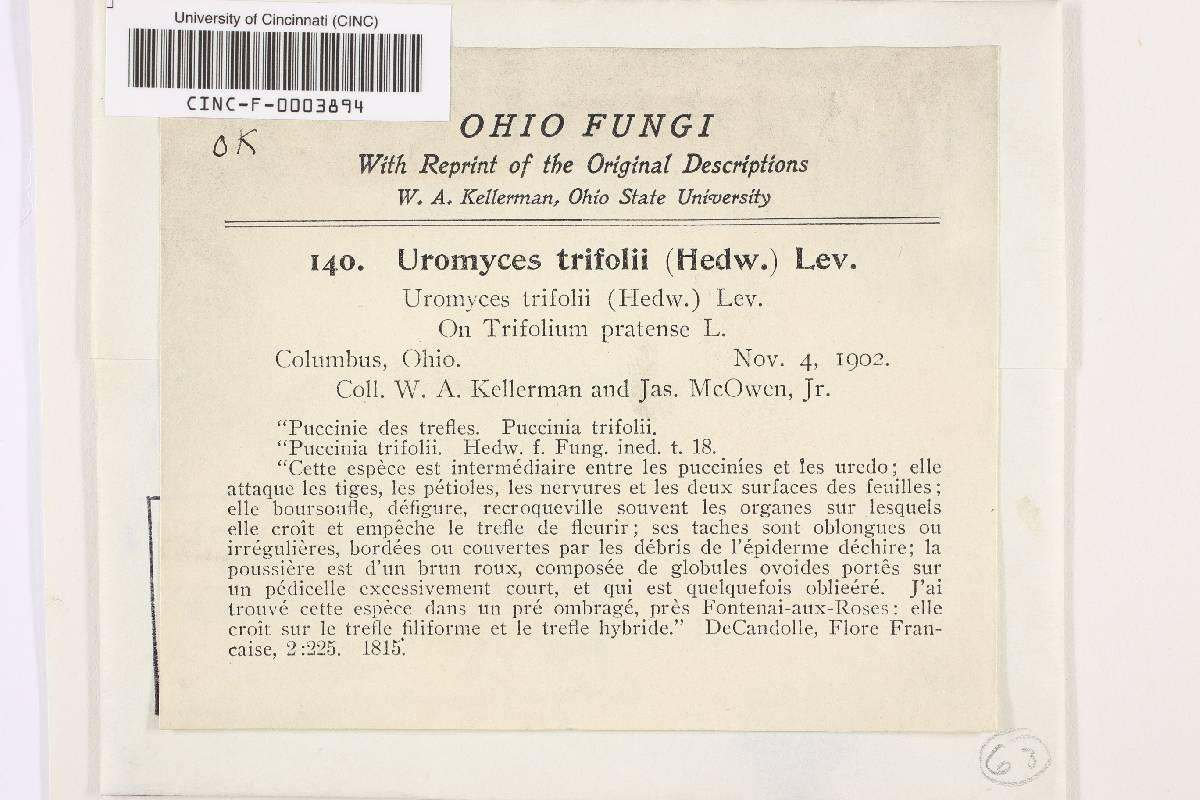 University of Cincinnati (CINC)
CINC-F-0003894
OK
OHIO FUNGI
With Reprint of the Original Descriptions
W. A. Kellerman, Ohio State University
140. Uromyces trifolii (Hedw.) Lev.
Uromyces trifolii (Hedw.) Lev.
On Trifolium pratense L.
Columbus, Ohio. Nov. 4, 1902.
Coll. W. A. Kellerman and Jas. McOwen, Jr.
“Puccinie des trefles. Puccinia trifolii.
“Puccinia trifolii. Hedw. f. Fung. ined. t. 18.
“Cette espèce est intermédiaire entre les puccinies et les uredo; elle
attaque les tiges, les pétioles, les nervures et les deux surfaces des feuilles;
elle boursoufle, défigure, recroqueville souvent les organes sur lesquels
elle croît et empêche le trefle de fleurir; ses taches sont oblongues ou
irrégulières, bordées ou couvertes par les débris de l'épiderme déchire; la
poussière est d'un brun roux, composée de globules ovoides portês sur
un pédicelle excessivement court, et qui est quelquefois oblieéré. J'ai
trouvé cette espèce dans un pré ombragé, près Fontenai-aux-Roses: elle
croît sur le trefle filiforme et le trefle hybride.” DeCandolle, Flore Fran-
caise, 2:225. 1815.
63